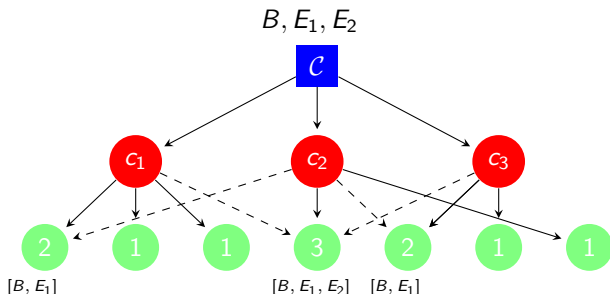 B, E₁, E₂
C
c₁ c₂ c₃
2 1 1 3 2 1 1
[B, E₁] [B, E₁, E₂] [B, E₁]